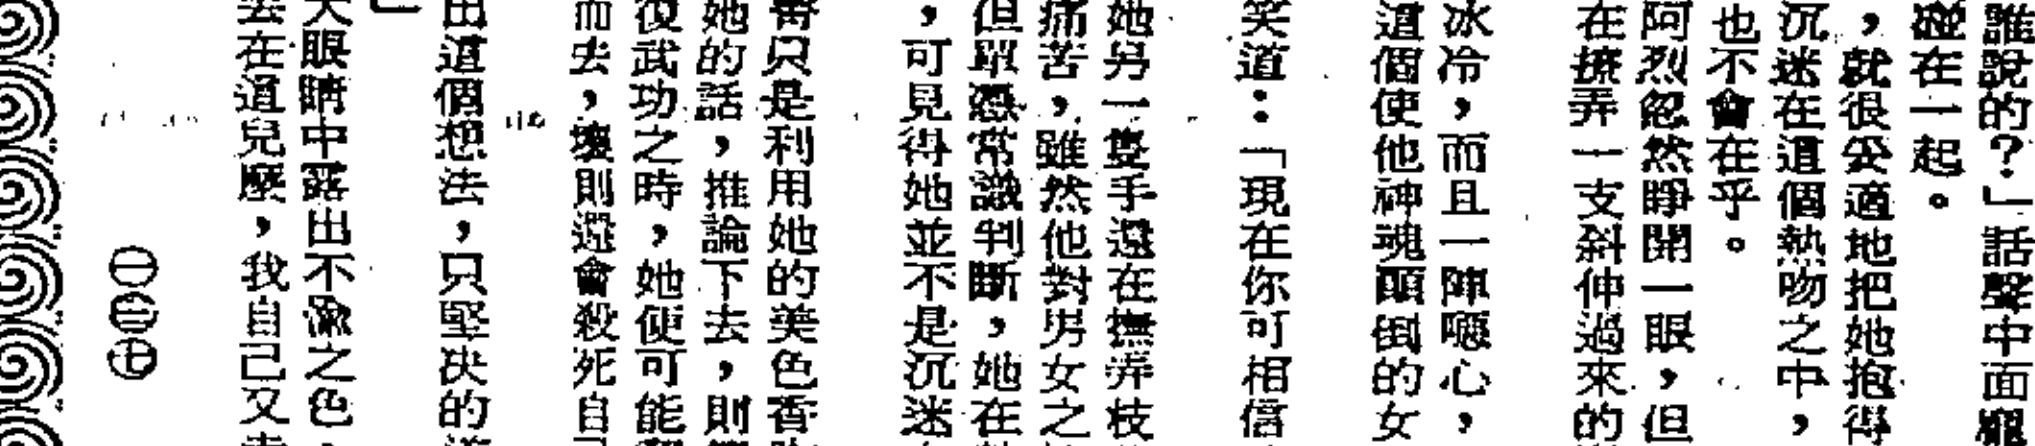 誰說的？」話聲中面龐
碰在一起。
，就很妥適地把她抱得
沉迷在這個熱吻之中，
也不會在乎。
阿烈忽然睜開一眼，但
在撩弄一支斜伸過來的
冰冷，而且一陣噁心，
這個使他神魂顛倒的女
笑道：「現在你可相信
她另一隻手還在撫弄枝
痛苦，雖然他對男女之
但單憑常識判斷，她在
，可見得她並不是沉迷
只是利用她的美色香
她的話，推論下去，則
復武功之時，她便可能
而去，壞則還會殺死自
出這個想法，只堅決的
」
大眼睛中露出不激之色，
去在這兒麼，我自己又
㊀㊂㊆